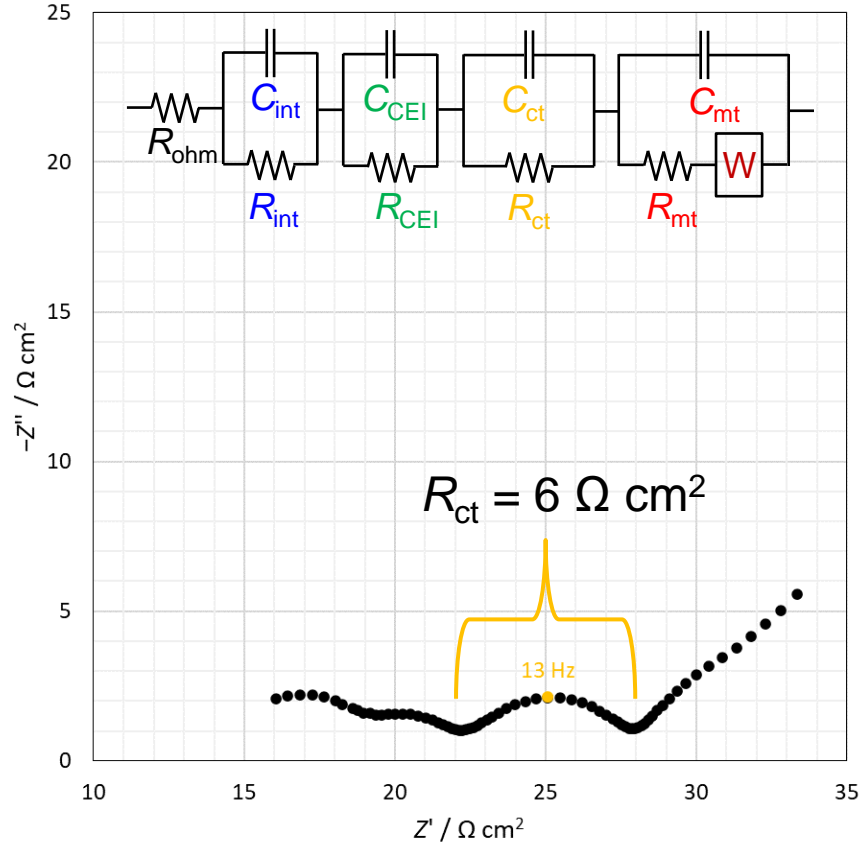 25
20
15
10
5
0
10
15
20
25
30
35
−Z'' / Ω cm²
Z' / Ω cm²
C_int
C_CEI
C_ct
C_mt
R_ohm
W
R_int
R_CEI
R_ct
R_mt
R_ct = 6 Ω cm²
13 Hz